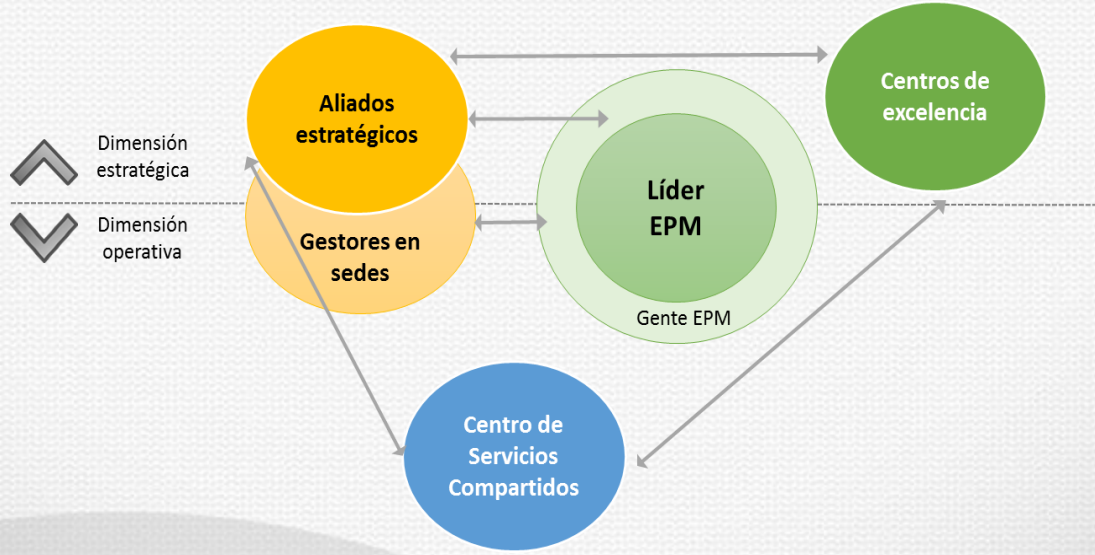 Aliados
estratégicos
Centros de
excelencia
Dimensión
estratégica
Líder
EPM
Dimensión
operativa
Gestores en
sedes
Gente EPM
Centro de
Servicios
Compartidos